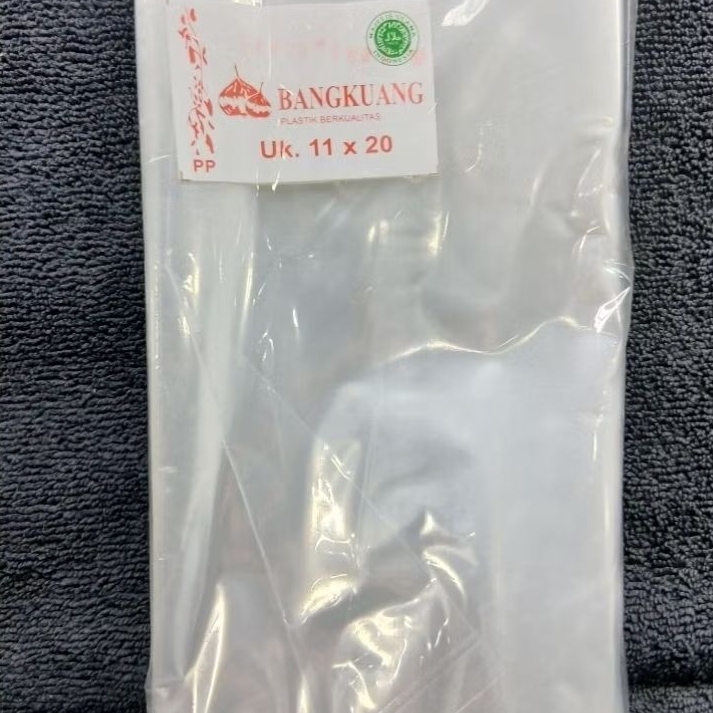 BANGKUANG
PLASTIK BERKUALITAS
Uk. 11 x 20
PP